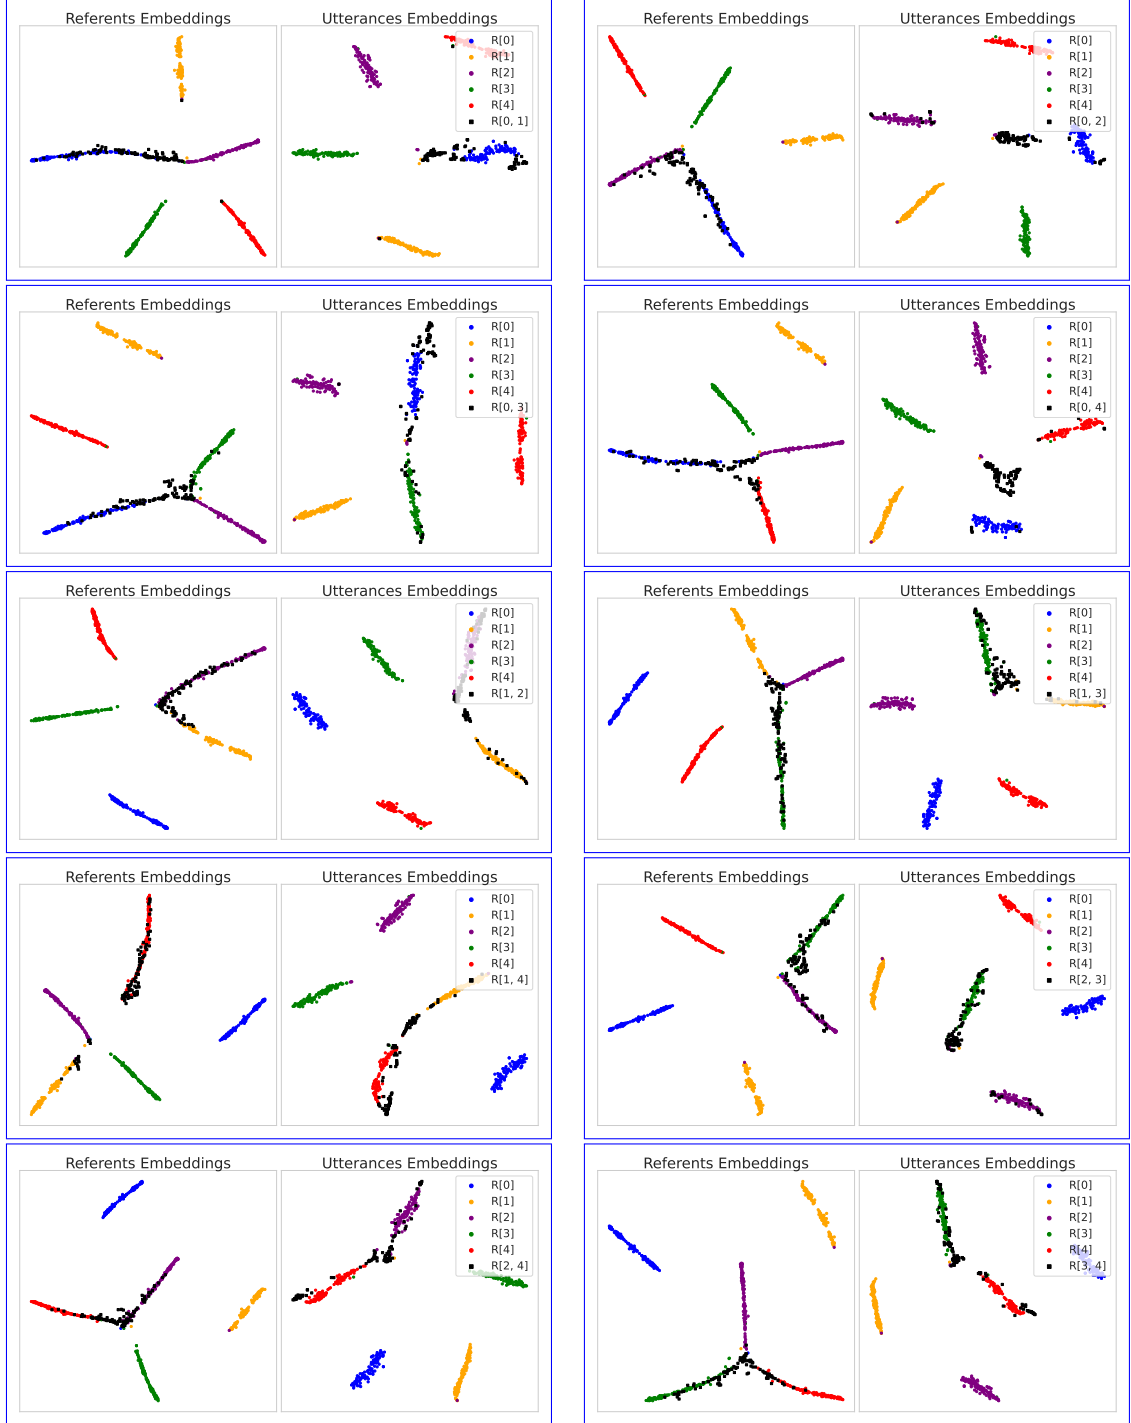 Referents Embeddings
Utterances Embeddings
R[0]
R[1]
R[2]
R[3]
R[4]
R[0, 1]
Referents Embeddings
Utterances Embeddings
R[0]
R[1]
R[2]
R[3]
R[4]
R[0, 2]
Referents Embeddings
Utterances Embeddings
R[0]
R[1]
R[2]
R[3]
R[4]
R[0, 3]
Referents Embeddings
Utterances Embeddings
R[0]
R[1]
R[2]
R[3]
R[4]
R[0, 4]
Referents Embeddings
Utterances Embeddings
R[0]
R[1]
R[2]
R[3]
R[4]
R[1, 2]
Referents Embeddings
Utterances Embeddings
R[0]
R[1]
R[2]
R[3]
R[4]
R[1, 3]
Referents Embeddings
Utterances Embeddings
R[0]
R[1]
R[2]
R[3]
R[4]
R[1, 4]
Referents Embeddings
Utterances Embeddings
R[0]
R[1]
R[2]
R[3]
R[4]
R[2, 3]
Referents Embeddings
Utterances Embeddings
R[0]
R[1]
R[2]
R[3]
R[4]
R[2, 4]
Referents Embeddings
Utterances Embeddings
R[0]
R[1]
R[2]
R[3]
R[4]
R[3, 4]